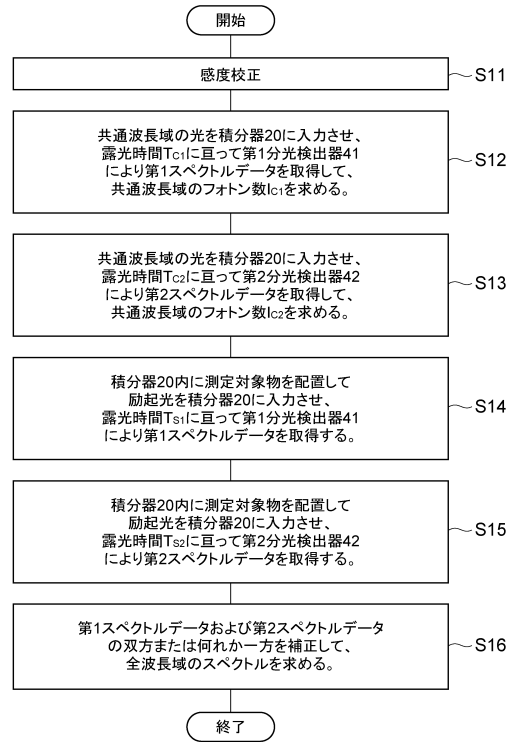 開始
感度校正
S11
共通波長域の光を積分器20に入力させ、
露光時間TC1に亘って第1分光検出器41
により第1スペクトルデータを取得して、
共通波長域のフォトン数IC1を求める。
S12
共通波長域の光を積分器20に入力させ、
露光時間TC2に亘って第2分光検出器42
により第2スペクトルデータを取得して、
共通波長域のフォトン数IC2を求める。
S13
積分器20内に測定対象物を配置して
励起光を積分器20に入力させ、
露光時間TS1に亘って第1分光検出器41
により第1スペクトルデータを取得する。
S14
積分器20内に測定対象物を配置して
励起光を積分器20に入力させ、
露光時間TS2に亘って第2分光検出器42
により第2スペクトルデータを取得する。
S15
第1スペクトルデータおよび第2スペクトルデータ
の双方または何れか一方を補正して、
全波長域のスペクトルを求める。
S16
終了